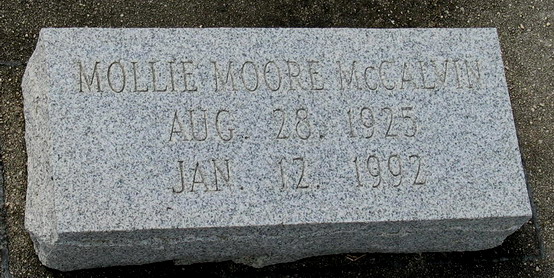 MOLLIE MOORE McCALVIN
AUG. 28. 1925
JAN. 12. 1992